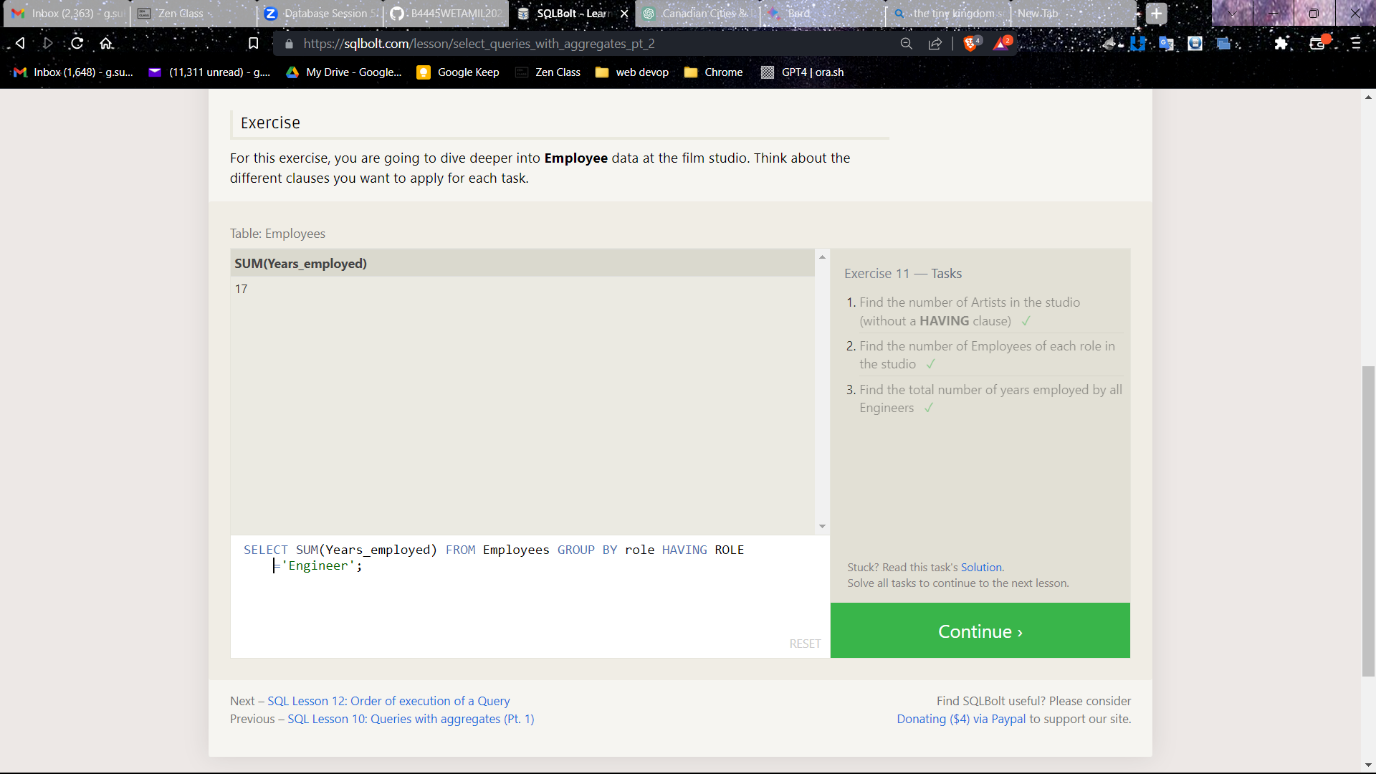 Inbox (2,363) - g.su
Zen Class
Database Session 5
B4445WETAMIL202
SQLBolt - Lear
Canadian Cities &
Bard
the tiny kingdom
New Tab
https://sqlbolt.com/lesson/select_queries_with_aggregates_pt_2
4
2
Inbox (1,648) - g.su...
(11,311 unread) - g....
My Drive - Google...
Google Keep
Zen Class
web devop
Chrome
GPT4 | ora.sh
Exercise
For this exercise, you are going to dive deeper into Employee data at the film studio. Think about the
different clauses you want to apply for each task.
Table: Employees
SUM(Years_employed)
17
Exercise 11 — Tasks
1. Find the number of Artists in the studio
(without a HAVING clause) ✓
2. Find the number of Employees of each role in
the studio ✓
3. Find the total number of years employed by all
Engineers ✓
SELECT SUM(Years_employed) FROM Employees GROUP BY role HAVING ROLE
='Engineer';
RESET
Stuck? Read this task's Solution.
Solve all tasks to continue to the next lesson.
Continue ›
Next – SQL Lesson 12: Order of execution of a Query
Previous – SQL Lesson 10: Queries with aggregates (Pt. 1)
Find SQLBolt useful? Please consider
Donating ($4) via Paypal to support our site.